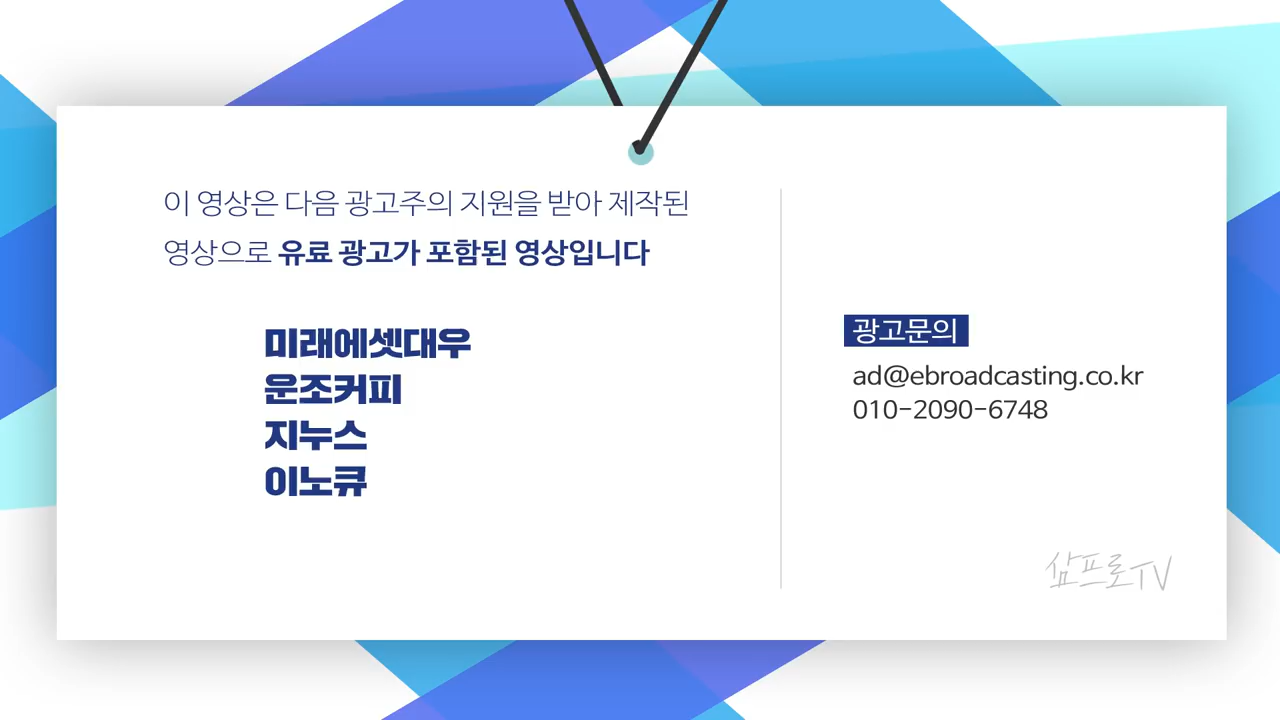 이 영상은 다음 광고주의 지원을 받아 제작된
영상으로 유료 광고가 포함된 영상입니다
미래에셋대우
운조커피
지누스
이노큐
광고문의
ad@ebroadcasting.co.kr
010-2090-6748
삼프로TV